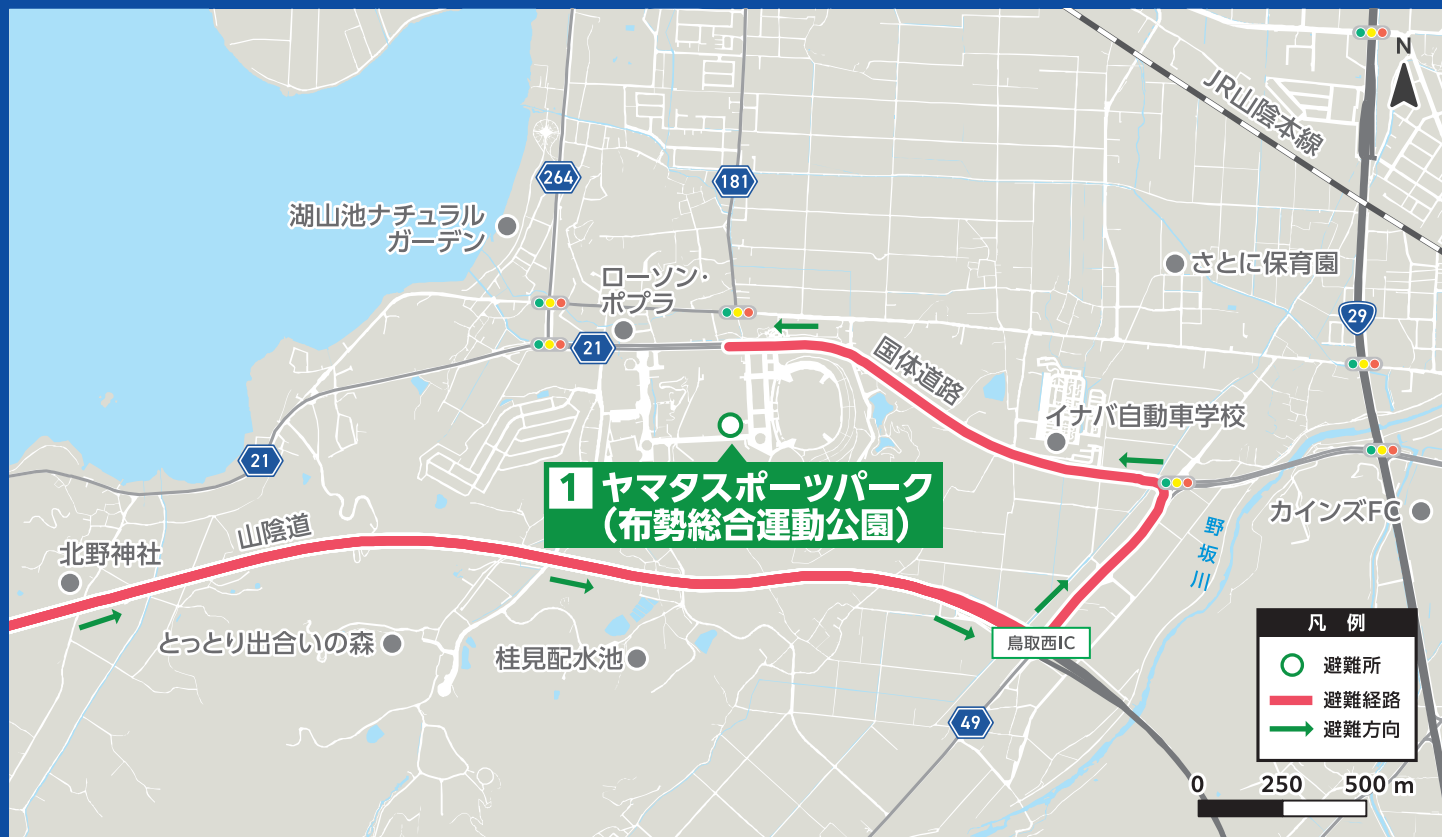 N
JR山陰本線
264
181
湖山池ナチュラル
ガーデン
ローソン・
ポプラ
さとに保育園
29
21
国体道路
イナバ自動車学校
21
1 ヤマタスポーツパーク
（布勢総合運動公園）
カインズFC
野坂川
山陰道
北野神社
とっとり出合いの森
桂見配水池
鳥取西IC
49
凡 例
避難所
避難経路
避難方向
0 250 500 m